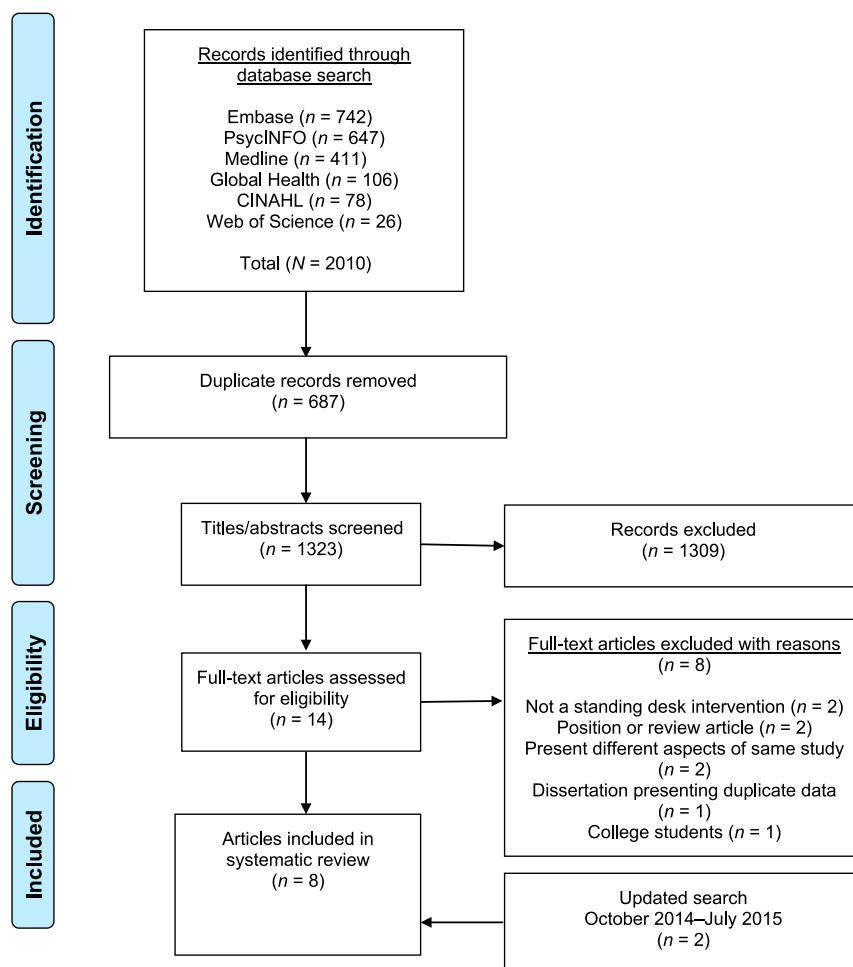 Identification
Records identified through
database search
Embase (n = 742)
PsycINFO (n = 647)
Medline (n = 411)
Global Health (n = 106)
CINAHL (n = 78)
Web of Science (n = 26)
Total (N = 2010)
Screening
Duplicate records removed
(n = 687)
Titles/abstracts screened
(n = 1323)
Records excluded
(n = 1309)
Eligibility
Full-text articles assessed
for eligibility
(n = 14)
Full-text articles excluded with reasons
(n = 8)
Not a standing desk intervention (n = 2)
Position or review article (n = 2)
Present different aspects of same study
(n = 2)
Dissertation presenting duplicate data
(n = 1)
College students (n = 1)
Included
Articles included in
systematic review
(n = 8)
Updated search
October 2014–July 2015
(n = 2)